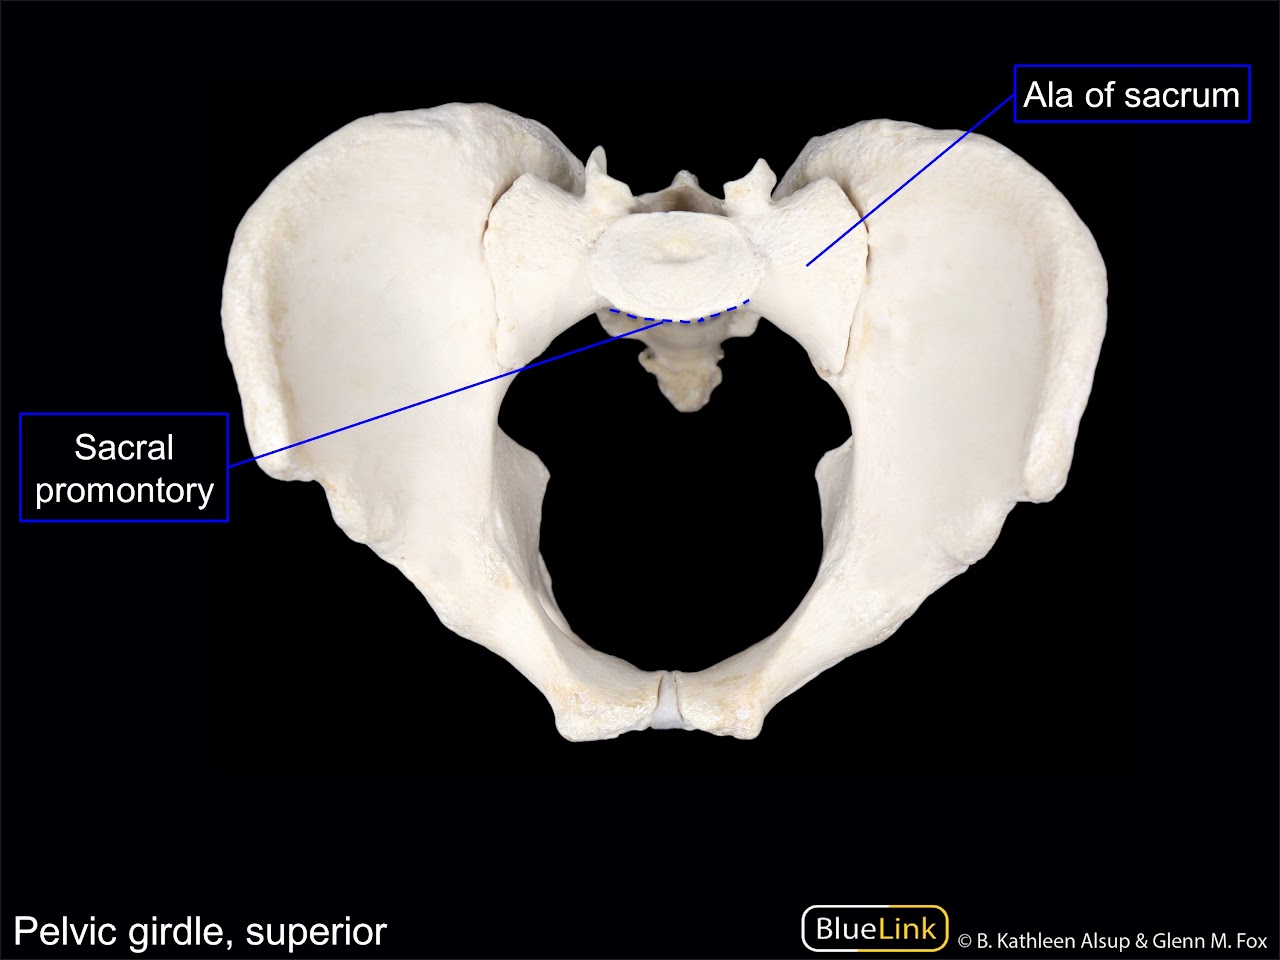 Ala of sacrum
Sacral
promontory
Pelvic girdle, superior
BlueLink
© B. Kathleen Alsup & Glenn M. Fox